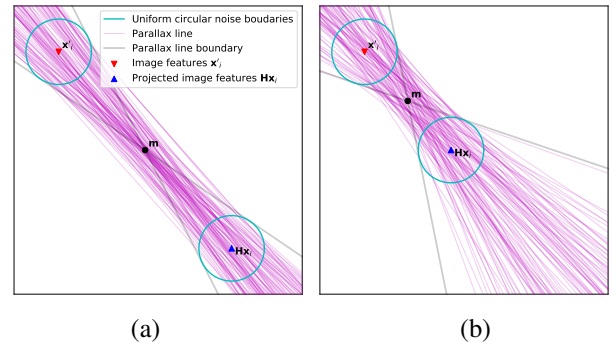 Uniform circular noise boudaries
Parallax line
Parallax line boundary
Image features x'ᵢ
Projected image features Hxᵢ
x'ᵢ
m
Hxᵢ
x'ᵢ
m
Hxᵢ
(a)
(b)